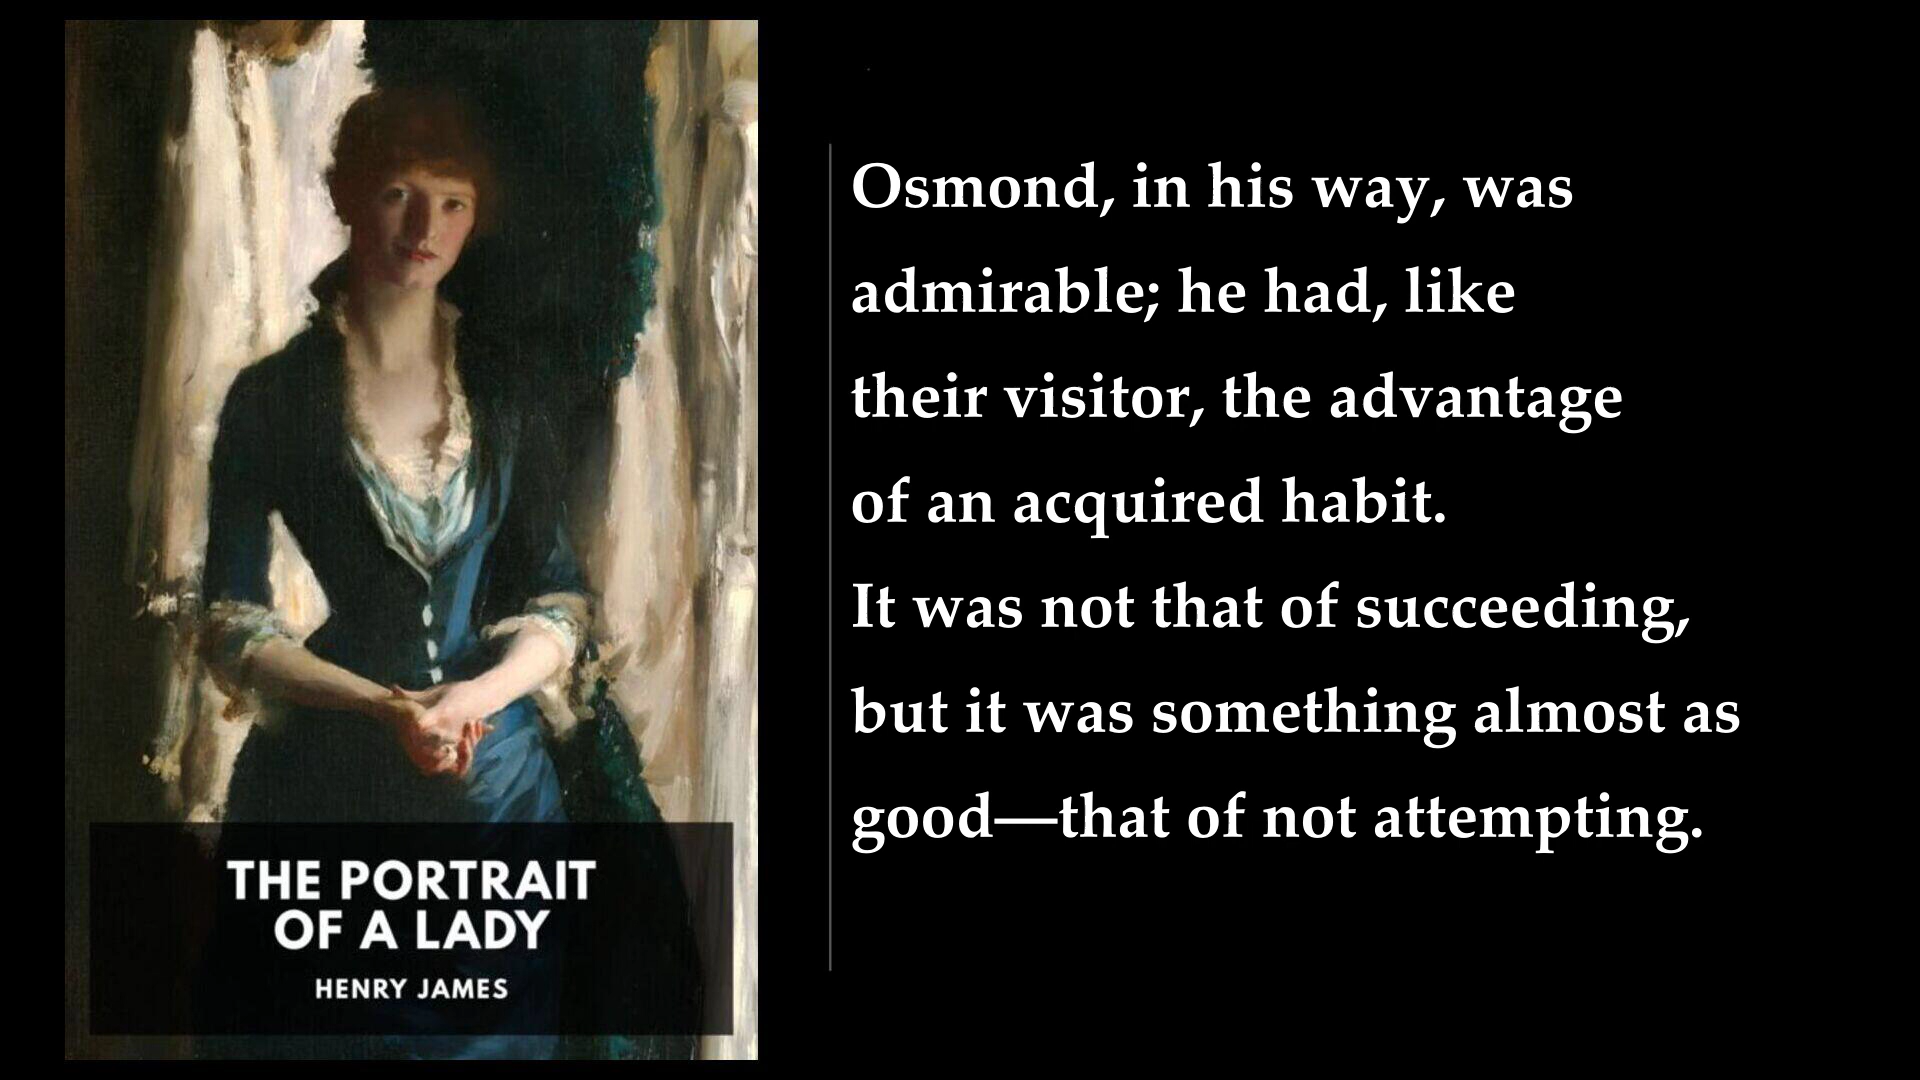 THE PORTRAIT
OF A LADY
HENRY JAMES
Osmond, in his way, was
admirable; he had, like
their visitor, the advantage
of an acquired habit.
It was not that of succeeding,
but it was something almost as
good—that of not attempting.